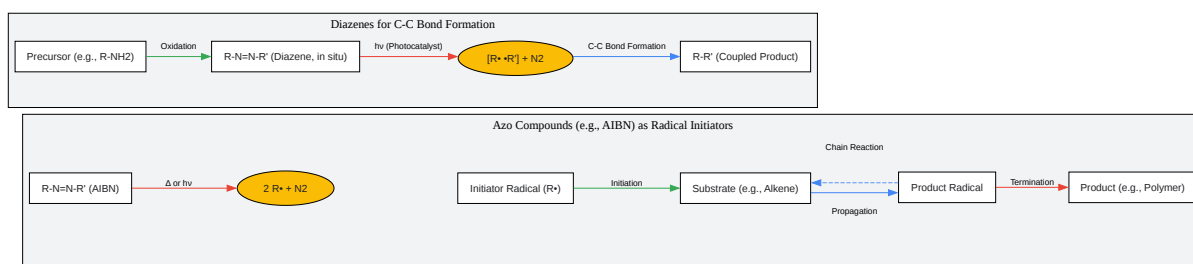 Diazenes for C-C Bond Formation
Precursor (e.g., R-NH2)
Oxidation
R-N=N-R' (Diazene, in situ)
hν (Photocatalyst)
[R• •R'] + N2
C-C Bond Formation
R-R' (Coupled Product)
Azo Compounds (e.g., AIBN) as Radical Initiators
R-N=N-R' (AIBN)
Δ or hν
2 R• + N2
Initiator Radical (R•)
Initiation
Substrate (e.g., Alkene)
Chain Reaction
Propagation
Product Radical
Termination
Product (e.g., Polymer)